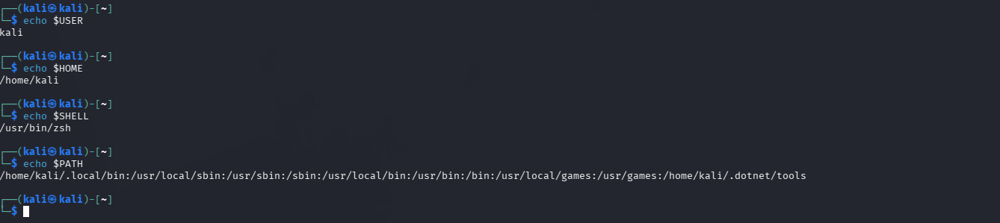 ┌──(kali㉿kali)-[~]
└─$ echo $USER
kali
┌──(kali㉿kali)-[~]
└─$ echo $HOME
/home/kali
┌──(kali㉿kali)-[~]
└─$ echo $SHELL
/usr/bin/zsh
┌──(kali㉿kali)-[~]
└─$ echo $PATH
/home/kali/.local/bin:/usr/local/sbin:/usr/sbin:/sbin:/usr/local/bin:/usr/bin:/bin:/usr/local/games:/usr/games:/home/kali/.dotnet/tools
┌──(kali㉿kali)-[~]
└─$